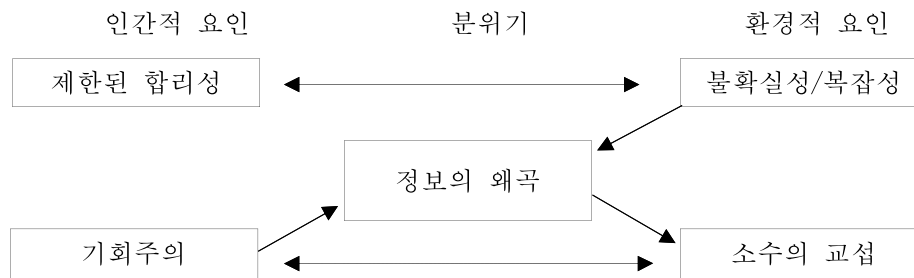 인간적 요인 분위기 환경적 요인
제한된 합리성 불확실성/복잡성
정보의 왜곡
기회주의 소수의 교섭